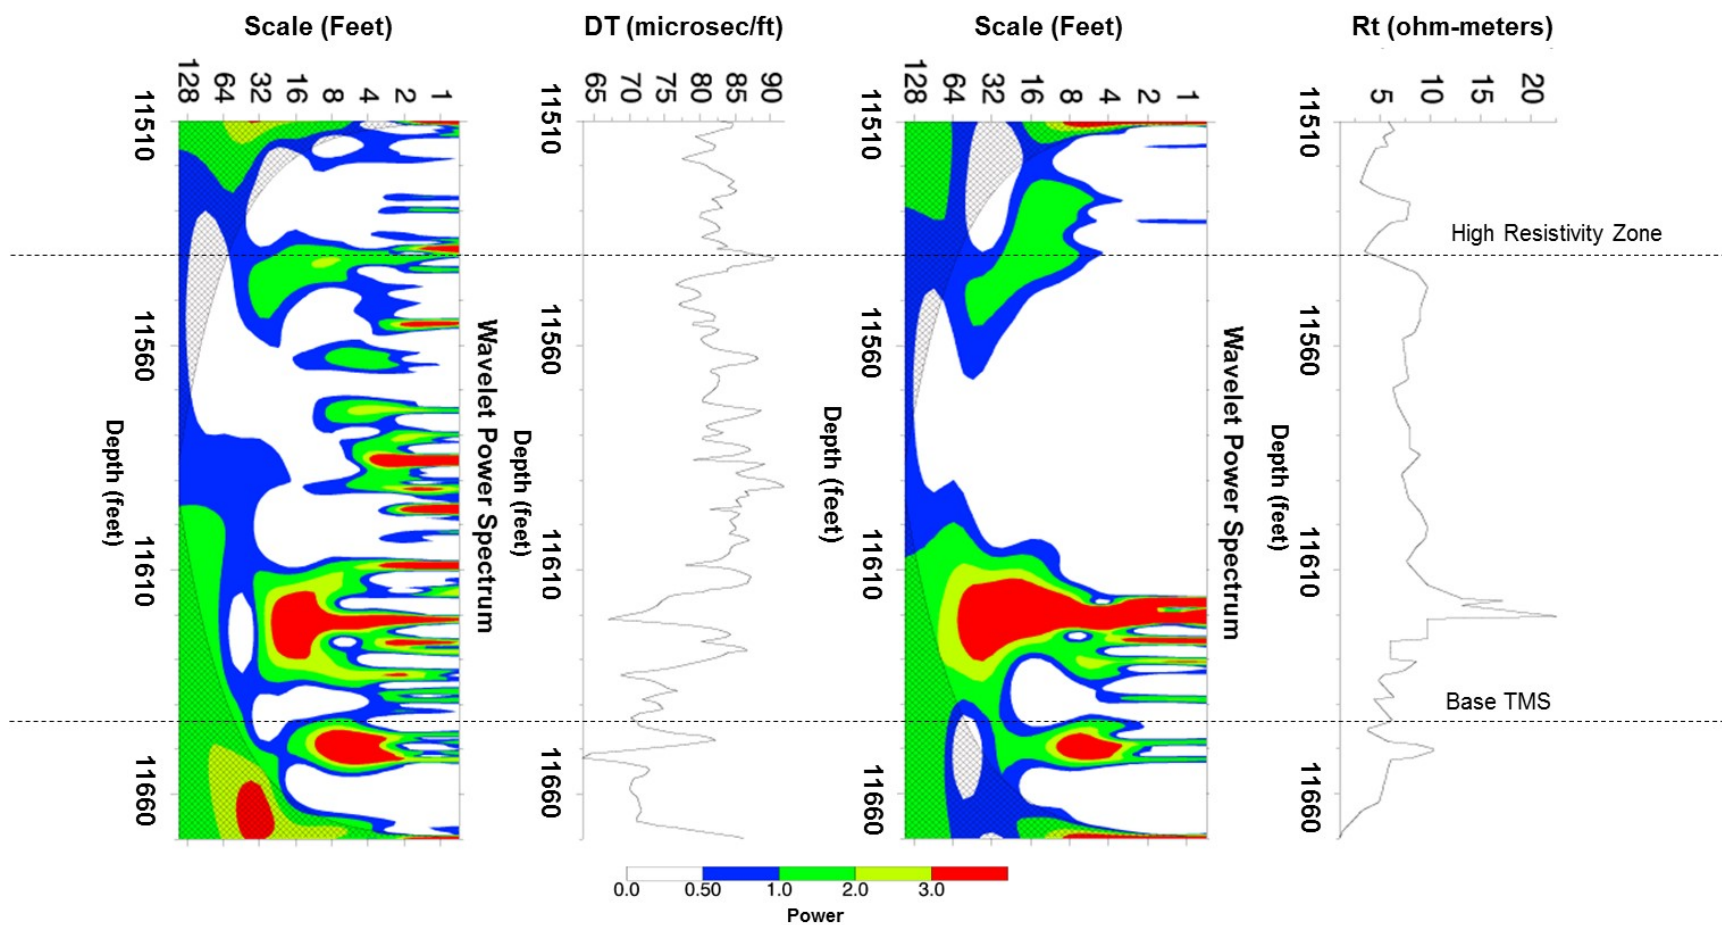 Scale (Feet)
DT (microsec/ft)
Scale (Feet)
Rt (ohm-meters)
128 64 32 16 8 4 2 1
65 70 75 80 85 90
128 64 32 16 8 4 2 1
5 10 15 20
11510
11560
11610
11660
Depth (feet)
Wavelet Power Spectrum
11510
11560
11610
11660
Depth (feet)
11510
11560
11610
11660
Depth (feet)
Wavelet Power Spectrum
11510
11560
11610
11660
Depth (feet)
High Resistivity Zone
Base TMS
0.0 0.50 1.0 2.0 3.0
Power